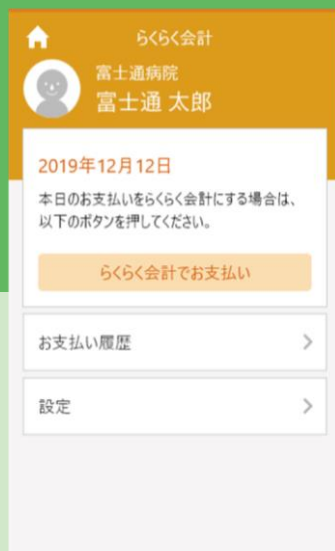 らくらく会計
富士通病院
富士通 太郎
2019年12月12日
本日のお支払いをらくらく会計にする場合は、
以下のボタンを押してください。
らくらく会計でお支払い
お支払い履歴
設定